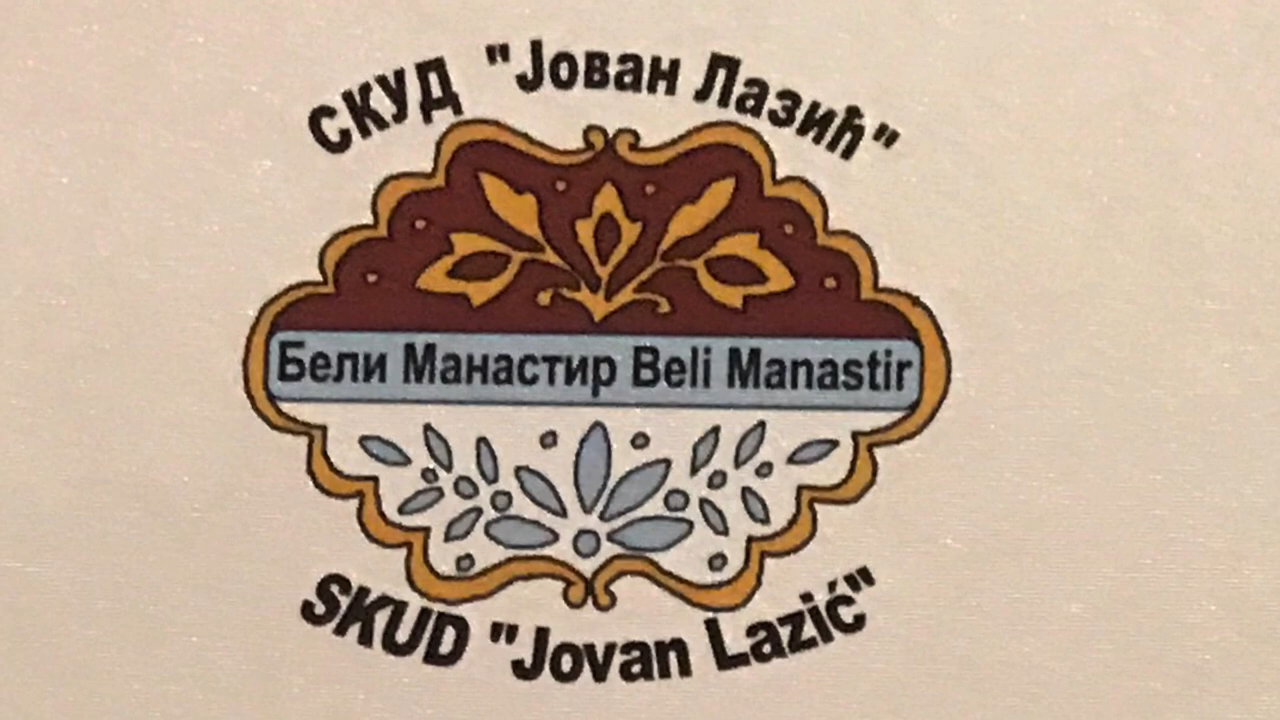 СКУД "Јован Лазић"
Бели Манастир Beli Manastir
SKUD "Jovan Lazić"